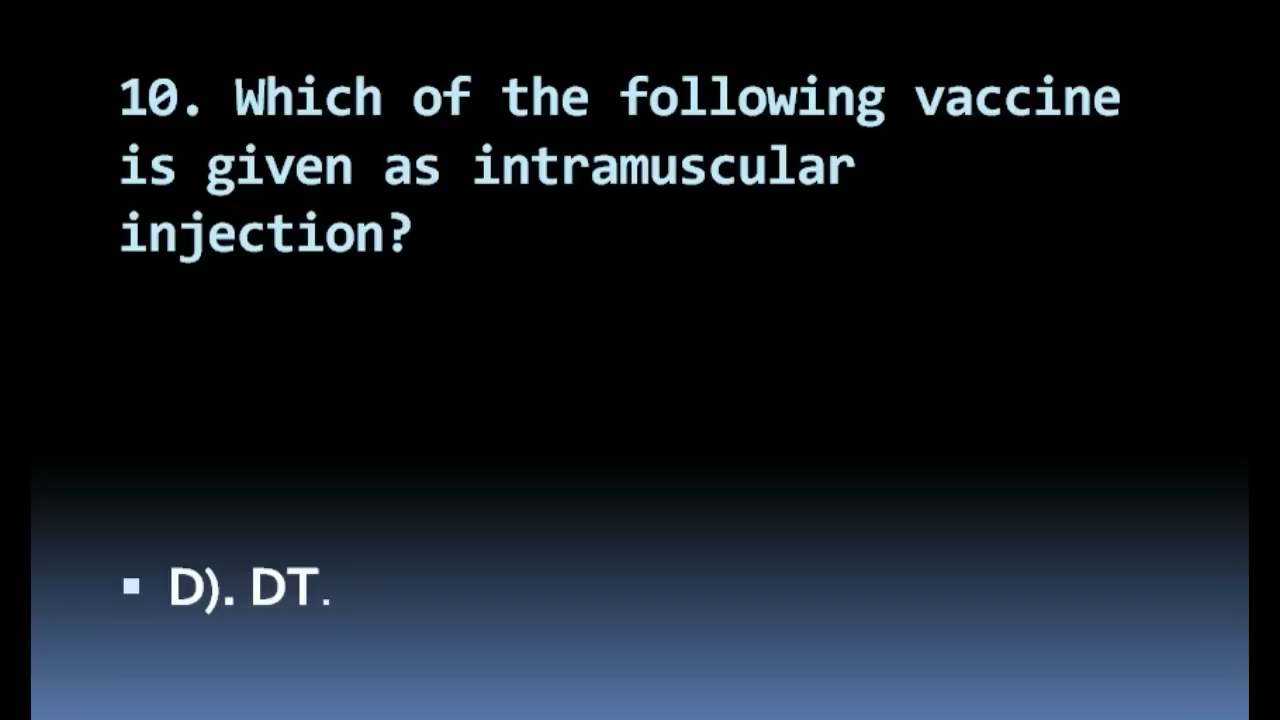 10. Which of the following vaccine
is given as intramuscular
injection?
▪ D). DT.